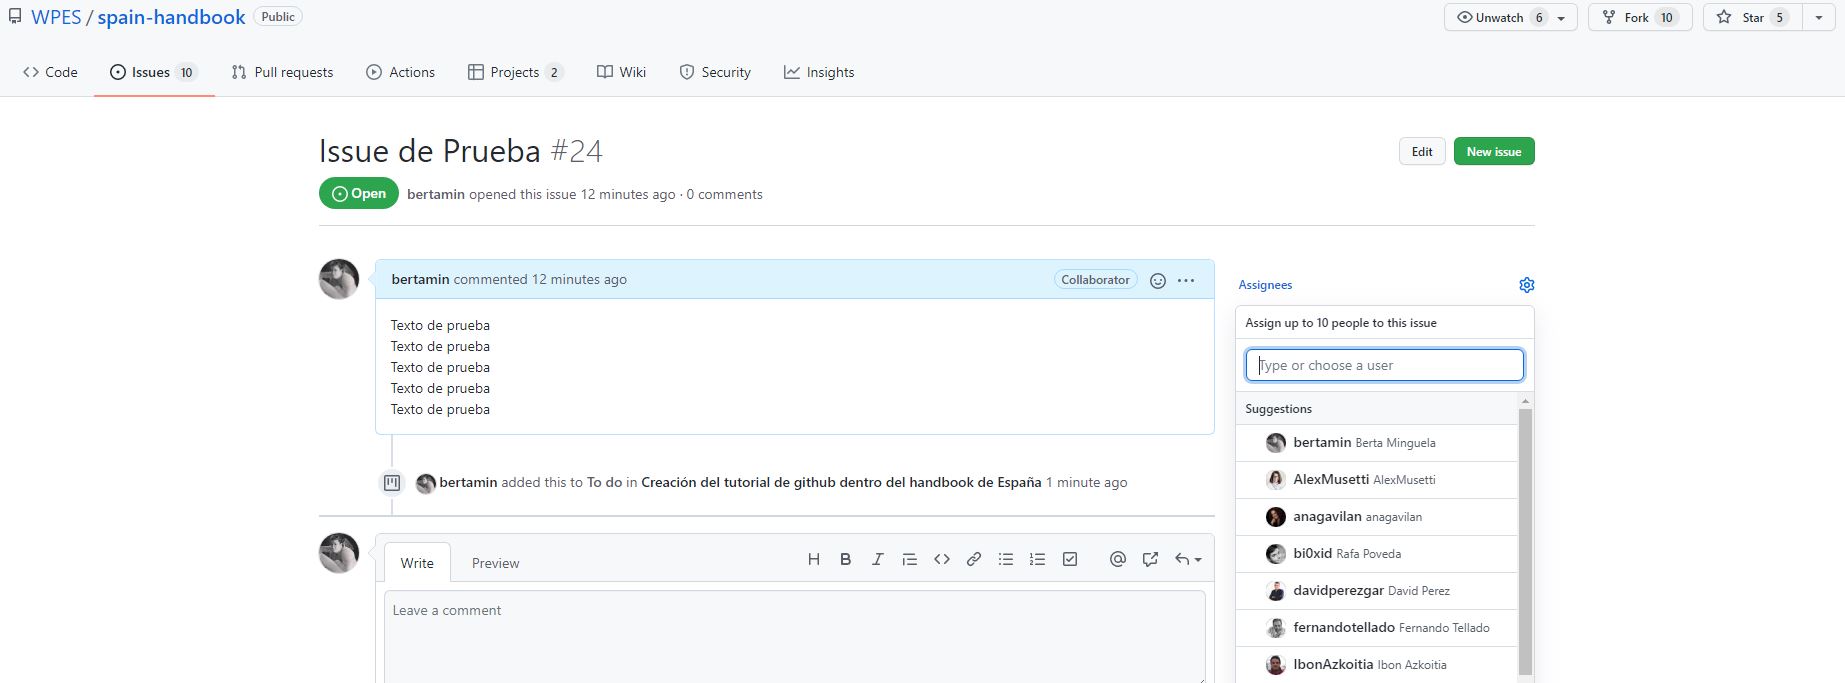 WPES / spain-handbook Public
Unwatch 6 Fork 10 Star 5
Code Issues 10 Pull requests Actions Projects 2 Wiki Security Insights
Issue de Prueba #24
Edit New issue
Open bertamin opened this issue 12 minutes ago · 0 comments
bertamin commented 12 minutes ago Collaborator
Texto de prueba
Texto de prueba
Texto de prueba
Texto de prueba
Texto de prueba
bertamin added this to To do in Creación del tutorial de github dentro del handbook de España 1 minute ago
Write Preview
Leave a comment
Assignees
Assign up to 10 people to this issue
Type or choose a user
Suggestions
bertamin Berta Minguela
AlexMusetti AlexMusetti
anagavilan anagavilan
bi0xid Rafa Poveda
davidperezgar David Perez
fernandotellado Fernando Tellado
IbonAzkoitia Ibon Azkoitia